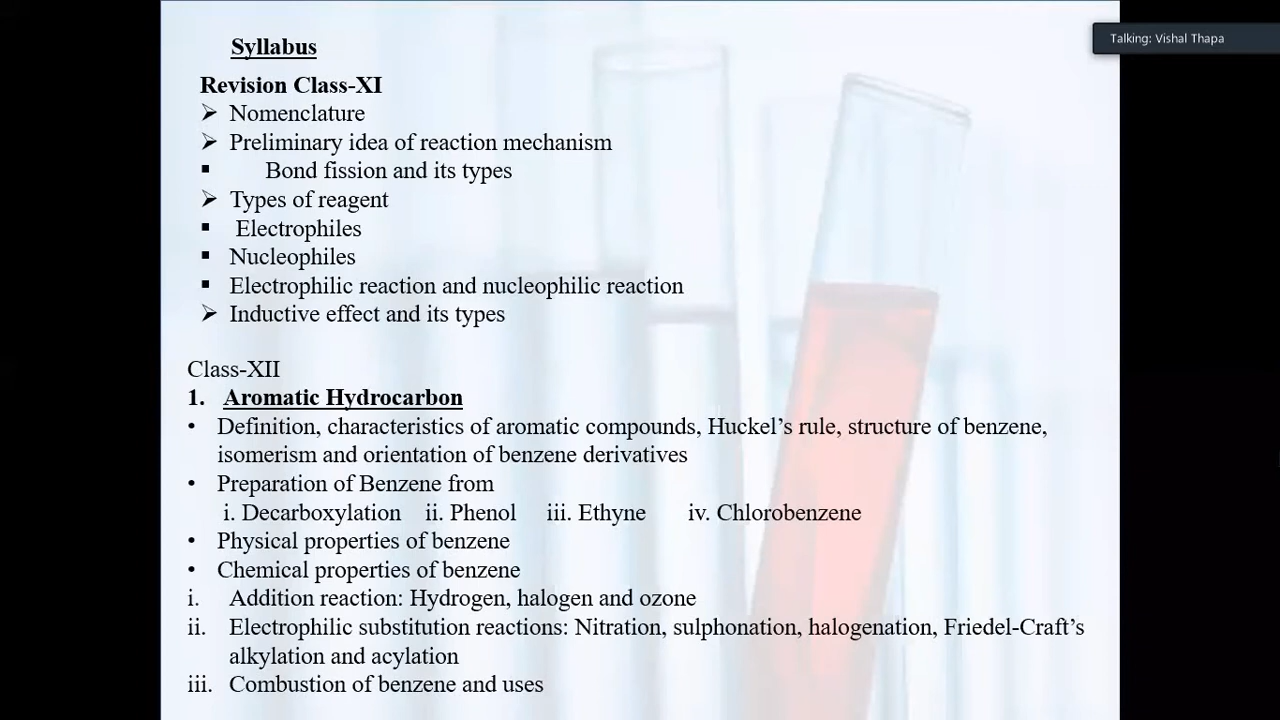 Syllabus
Talking: Vishal Thapa
Revision Class-XI
➢ Nomenclature
➢ Preliminary idea of reaction mechanism
▪ Bond fission and its types
➢ Types of reagent
▪ Electrophiles
▪ Nucleophiles
▪ Electrophilic reaction and nucleophilic reaction
➢ Inductive effect and its types
Class-XII
1. Aromatic Hydrocarbon
• Definition, characteristics of aromatic compounds, Huckel’s rule, structure of benzene,
isomerism and orientation of benzene derivatives
• Preparation of Benzene from
i. Decarboxylation ii. Phenol iii. Ethyne iv. Chlorobenzene
• Physical properties of benzene
• Chemical properties of benzene
i. Addition reaction: Hydrogen, halogen and ozone
ii. Electrophilic substitution reactions: Nitration, sulphonation, halogenation, Friedel-Craft’s
alkylation and acylation
iii. Combustion of benzene and uses